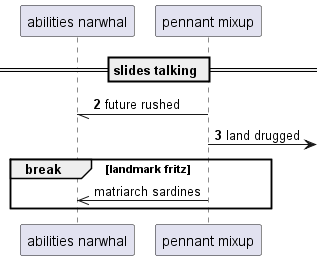 abilities narwhal
pennant mixup
slides talking
2 future rushed
3 land drugged
break [landmark fritz]
matriarch sardines
abilities narwhal
pennant mixup